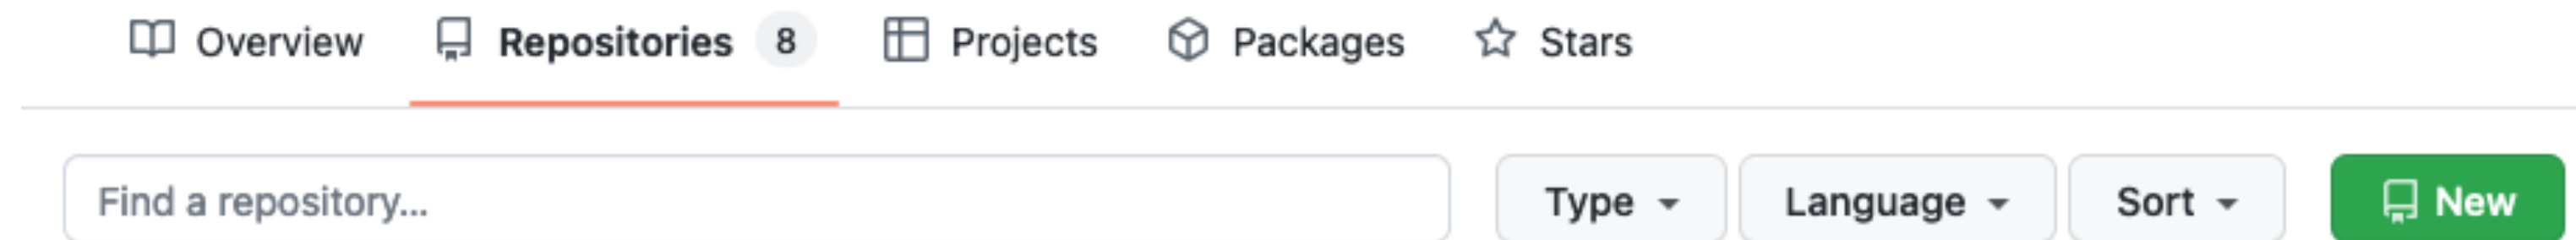 Overview Repositories 8 Projects Packages Stars
Find a repository... Type Language Sort New